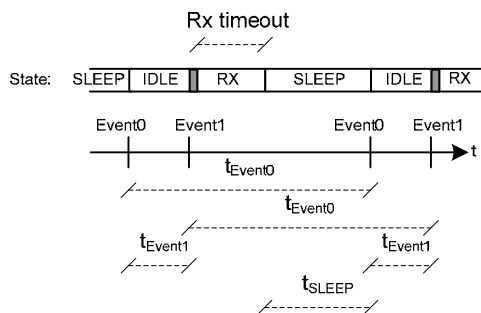 Rx timeout
State: SLEEP IDLE RX SLEEP IDLE RX
Event0 Event1 Event0 Event1
t
tEvent0
tEvent0
tEvent1 tEvent1
tSLEEP